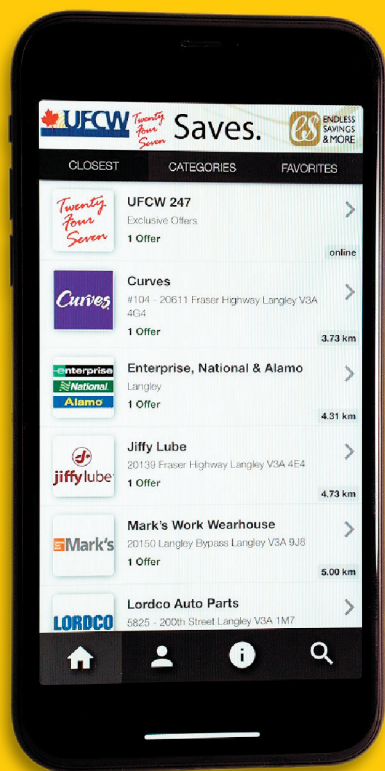 UFCW Twenty Four Seven Saves. ES ENDLESS SAVINGS & MORE
CLOSEST CATEGORIES FAVORITES
Twenty
Four
Seven
UFCW 247
Exclusive Offers
1 Offer
online
Curves
Curves
#104 - 20611 Fraser Highway Langley V3A
4G4
1 Offer
3.73 km
enterprise
National
Alamo
Enterprise, National & Alamo
Langley
1 Offer
4.31 km
jiffy lube
Jiffy Lube
20139 Fraser Highway Langley V3A 4E4
1 Offer
4.73 km
Mark's
Mark's Work Wearhouse
20150 Langley Bypass Langley V3A 9J8
1 Offer
5.00 km
LORDCO
Lordco Auto Parts
5825 - 200th Street Langley V3A 1M7